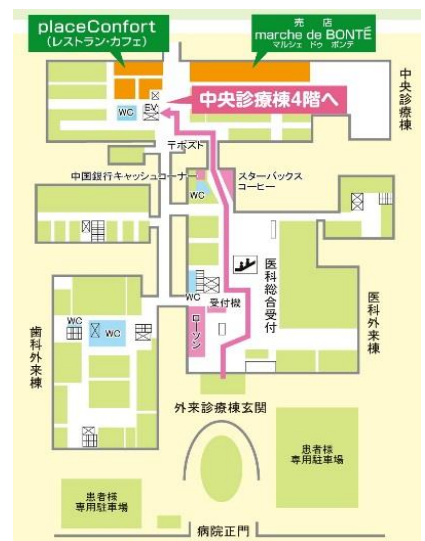 placeConfort
(レストラン・カフェ)
売店
marche de BONTÉ
マルシェ ドゥ ボンテ
中央診療棟
WC
EV
中央診療棟4階へ
〒ポスト
中国銀行キャッシュコーナー
WC
スターバックス
コーヒー
医科総合受付
WC
受付機
ローソン
医科外来棟
歯科外来棟
WC
WC
外来診療棟玄関
患者様
専用駐車場
患者様
専用駐車場
病院正門